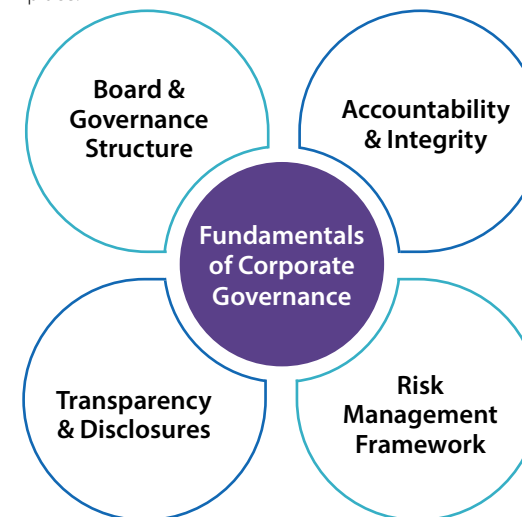 Board &
Governance
Structure
Accountability
& Integrity
Fundamentals
of Corporate
Governance
Transparency
& Disclosures
Risk
Management
Framework